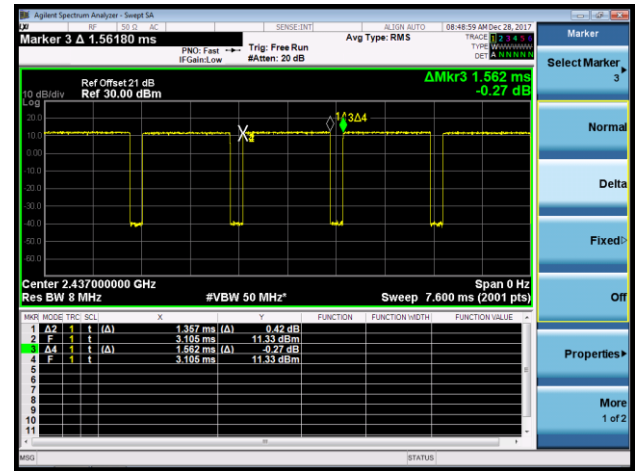 Agilent Spectrum Analyzer - Swept SA
RF 50 Ω AC SENSE:INT ALIGN AUTO 08:48:59 AM Dec 28, 2017
Marker 3 Δ 1.56180 ms
Avg Type: RMS
TRACE 1 2 3 4 5 6
TYPE WWWWWW
DET A NNNNN
PNO: Fast
IFGain:Low
Trig: Free Run
#Atten: 20 dB
ΔMkr3 1.562 ms
-0.27 dB
Ref Offset 21 dB
10 dB/div Ref 30.00 dBm
Log
20.0
10.0
0.00
-10.0
-20.0
-30.0
-40.0
-50.0
-60.0
3Δ4
Center 2.437000000 GHz Span 0 Hz
Res BW 8 MHz #VBW 50 MHz* Sweep 7.600 ms (2001 pts)
MKR MODE TRC SCL X Y FUNCTION FUNCTION WIDTH FUNCTION VALUE
1 Δ2 1 t (Δ) 1.357 ms (Δ) 0.42 dB
2 F 1 t 3.105 ms 11.33 dBm
3 Δ4 1 t (Δ) 1.562 ms (Δ) -0.27 dB
4 F 1 t 3.105 ms 11.33 dBm
5
6
7
8
9
10
11
MSG STATUS
Marker
Select Marker
3
Normal
Delta
Fixed
Off
Properties
More
1 of 2